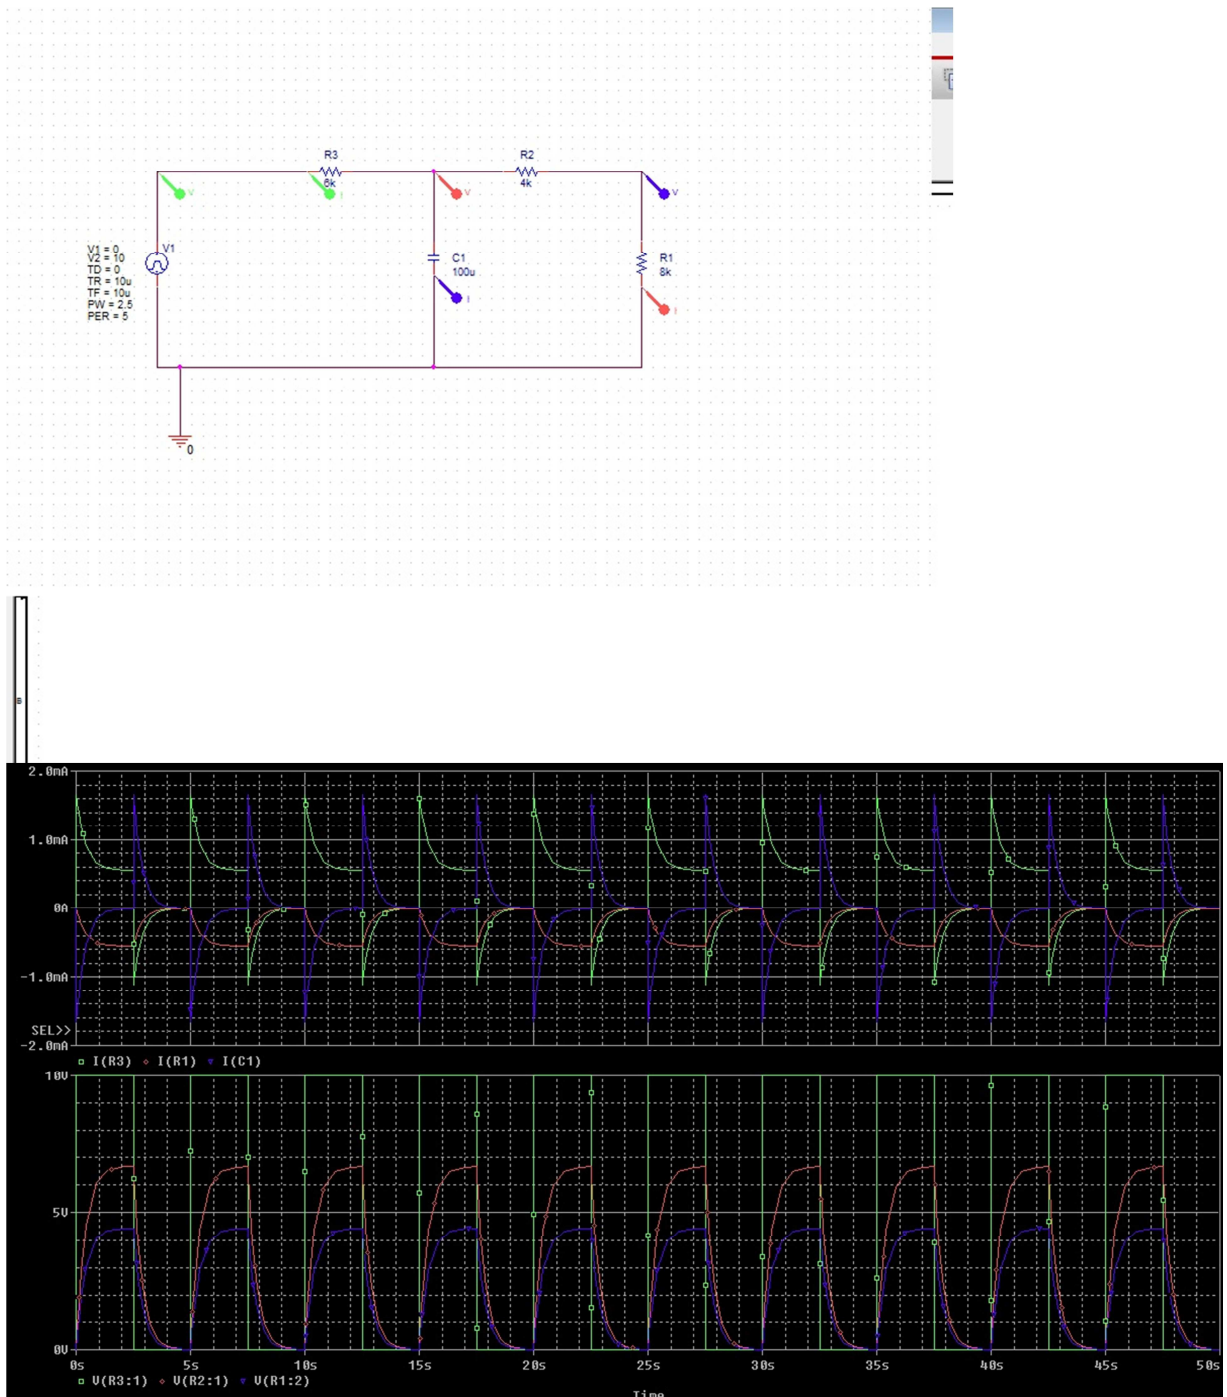 R3
R2
6k
4k
V
I
V
V
V1 = 0
V2 = 10
TD = 0
TR = 10u
TF = 10u
PW = 2.5
PER = 5
V1
C1
100u
R1
8k
I
I
0
B
2.0mA
1.0mA
0A
-1.0mA
SEL>>
-2.0mA
I(R3) I(R1) I(C1)
10V
5V
0V
0s 5s 10s 15s 20s 25s 30s 35s 40s 45s 50s
V(R3:1) V(R2:1) V(R1:2)
Time